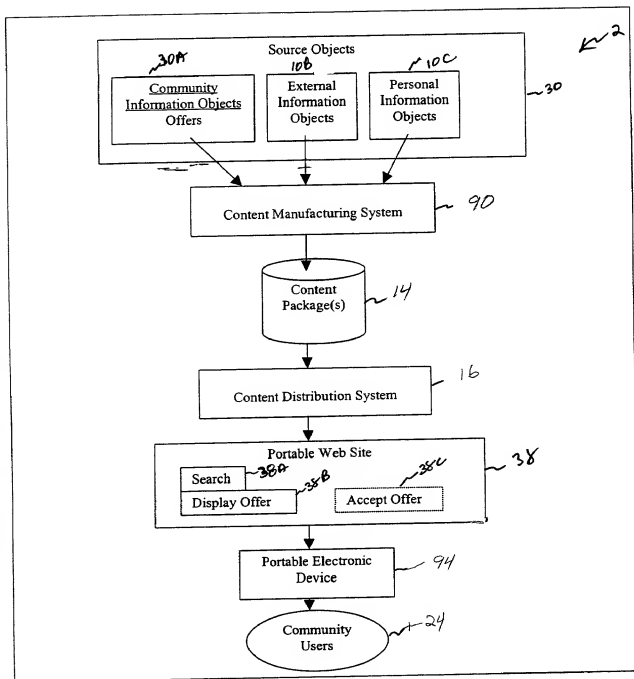 2
Source Objects
30A
10B
10C
Community
Information Objects
Offers
External
Information
Objects
Personal
Information
Objects
30
Content Manufacturing System
90
Content
Package(s)
14
Content Distribution System
16
Portable Web Site
38
Search
38A
38B
38C
Display Offer
Accept Offer
Portable Electronic
Device
94
Community
Users
24